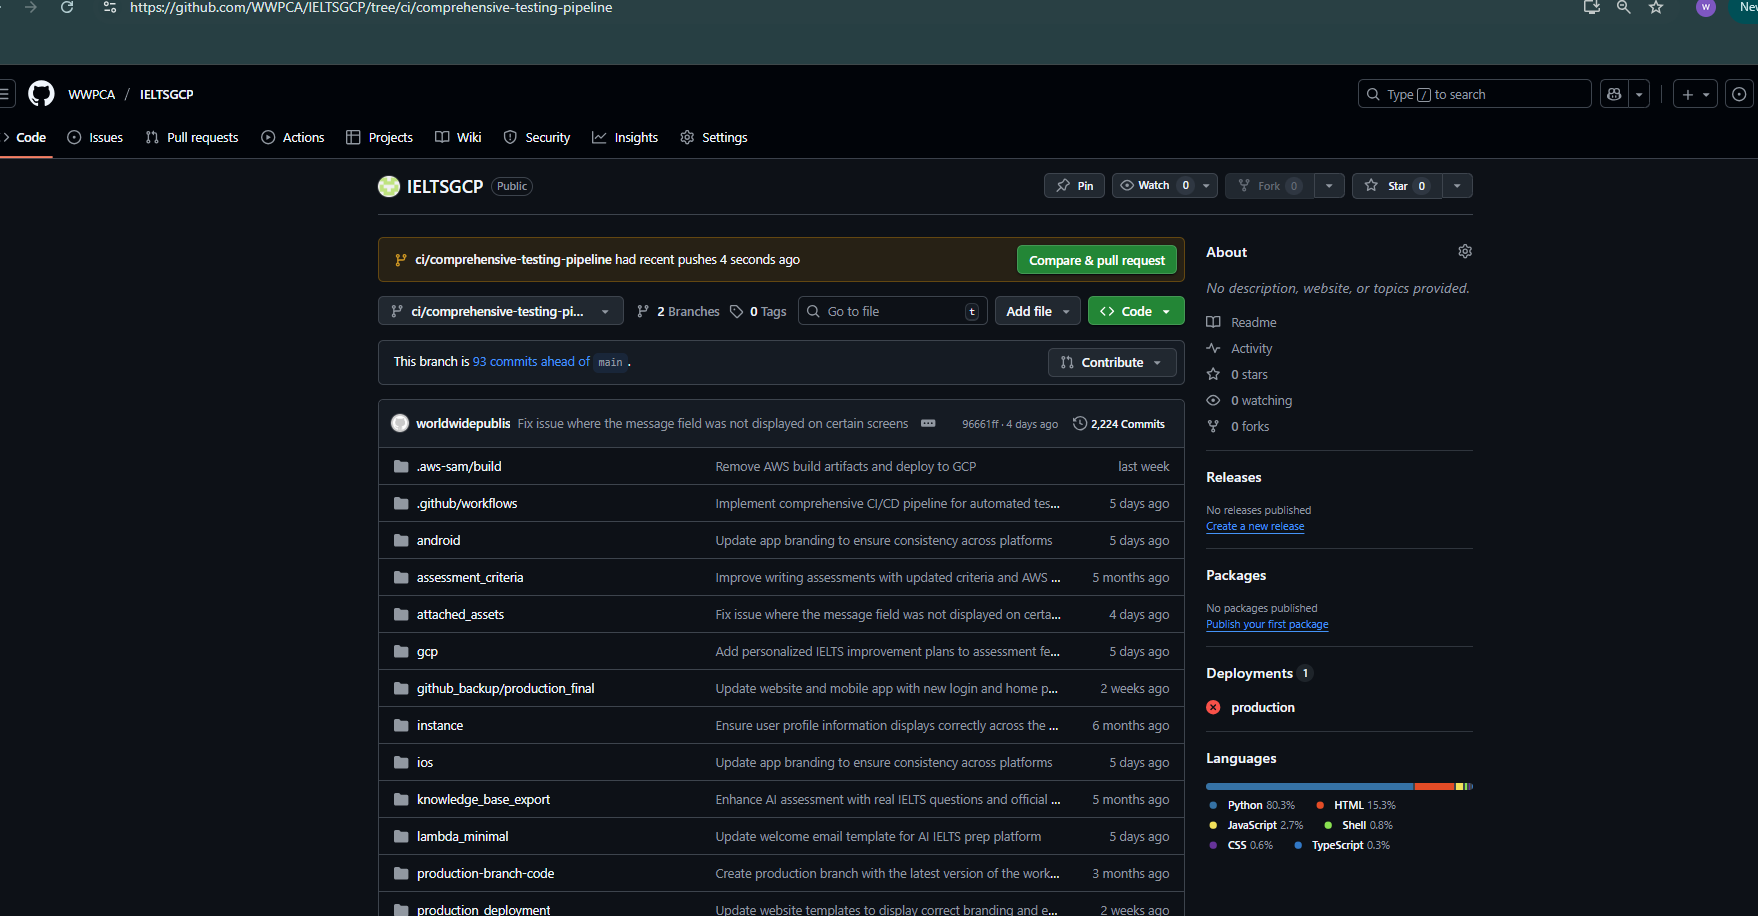 https://github.com/WWPCA/IELTSGCP/tree/ci/comprehensive-testing-pipeline
W
New
WWPCA / IELTSGCP
Type / to search
Code Issues Pull requests Actions Projects Wiki Security Insights Settings
IELTSGCP Public
Pin Watch 0 Fork 0 Star 0
ci/comprehensive-testing-pipeline had recent pushes 4 seconds ago
Compare & pull request
ci/comprehensive-testing-pi... 2 Branches 0 Tags Go to file t Add file Code
This branch is 93 commits ahead of main .
Contribute
worldwidepublis Fix issue where the message field was not displayed on certain screens 96661ff · 4 days ago 2,224 Commits
.aws-sam/build Remove AWS build artifacts and deploy to GCP last week
.github/workflows Implement comprehensive CI/CD pipeline for automated tes... 5 days ago
android Update app branding to ensure consistency across platforms 5 days ago
assessment_criteria Improve writing assessments with updated criteria and AWS ... 5 months ago
attached_assets Fix issue where the message field was not displayed on certa... 4 days ago
gcp Add personalized IELTS improvement plans to assessment fe... 5 days ago
github_backup/production_final Update website and mobile app with new login and home p... 2 weeks ago
instance Ensure user profile information displays correctly across the ... 6 months ago
ios Update app branding to ensure consistency across platforms 5 days ago
knowledge_base_export Enhance AI assessment with real IELTS questions and official ... 5 months ago
lambda_minimal Update welcome email template for AI IELTS prep platform 5 days ago
production-branch-code Create production branch with the latest version of the work... 3 months ago
production_deployment Update website templates to display correct branding and e... 2 weeks ago
About
No description, website, or topics provided.
Readme
Activity
0 stars
0 watching
0 forks
Releases
No releases published
Create a new release
Packages
No packages published
Publish your first package
Deployments 1
production
Languages
Python 80.3% HTML 15.3%
JavaScript 2.7% Shell 0.8%
CSS 0.6% TypeScript 0.3%